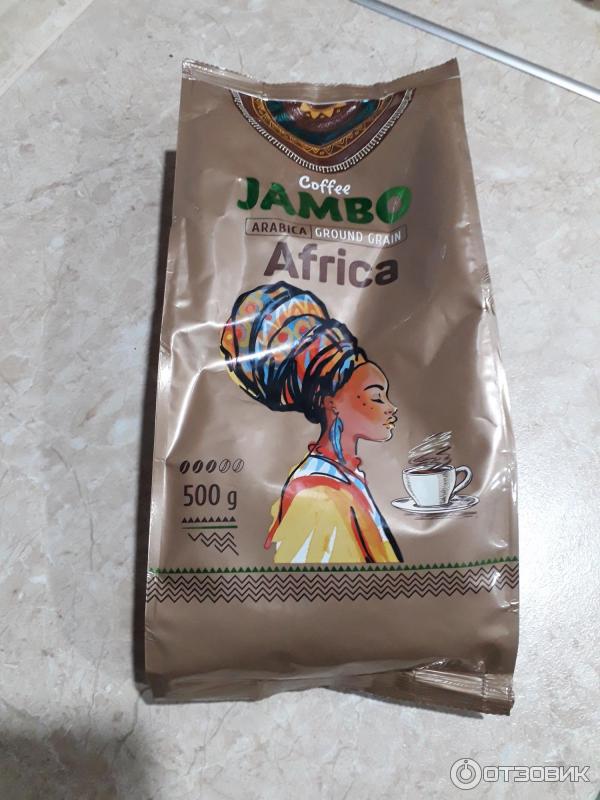 Coffee
JAMBO
ARABICA GROUND GRAIN
Africa
500 g
ОТЗОВИК